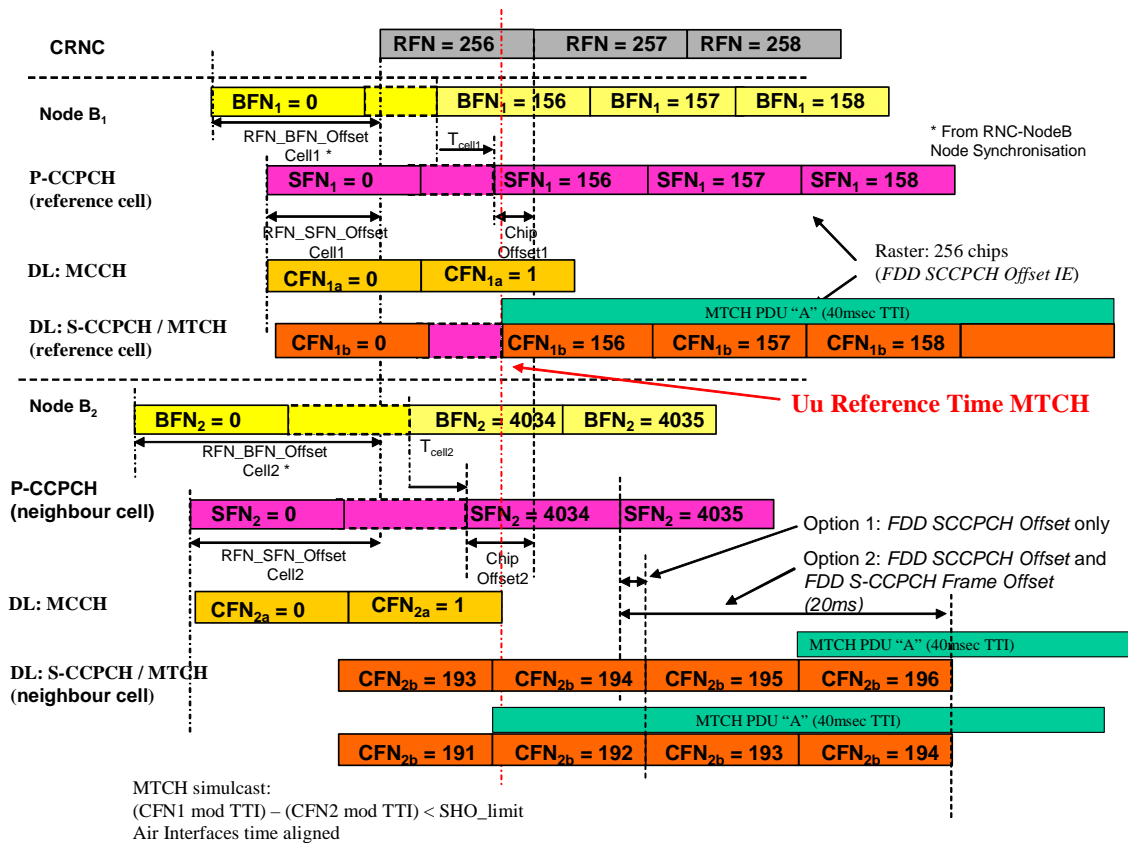 CRNC
RFN = 256
RFN = 257
RFN = 258
Node B1
BFN1 = 0
BFN1 = 156
BFN1 = 157
BFN1 = 158
RFN_BFN_Offset
Cell1 *
Tcell1
* From RNC-NodeB
Node Synchronisation
P-CCPCH
(reference cell)
SFN1 = 0
SFN1 = 156
SFN1 = 157
SFN1 = 158
RFN_SFN_Offset
Cell1
Chip
Offset1
Raster: 256 chips
(FDD SCCPCH Offset IE)
DL: MCCH
CFN1a = 0
CFN1a = 1
MTCH PDU “A” (40msec TTI)
DL: S-CCPCH / MTCH
(reference cell)
CFN1b = 0
CFN1b = 156
CFN1b = 157
CFN1b = 158
Uu Reference Time MTCH
Node B2
BFN2 = 0
BFN2 = 4034
BFN2 = 4035
RFN_BFN_Offset
Cell2 *
Tcell2
P-CCPCH
(neighbour cell)
SFN2 = 0
SFN2 = 4034
SFN2 = 4035
Option 1: FDD SCCPCH Offset only
RFN_SFN_Offset
Cell2
Chip
Offset2
Option 2: FDD SCCPCH Offset and
FDD S-CCPCH Frame Offset
(20ms)
DL: MCCH
CFN2a = 0
CFN2a = 1
MTCH PDU “A” (40msec TTI)
DL: S-CCPCH / MTCH
(neighbour cell)
CFN2b = 193
CFN2b = 194
CFN2b = 195
CFN2b = 196
MTCH PDU “A” (40msec TTI)
CFN2b = 191
CFN2b = 192
CFN2b = 193
CFN2b = 194
MTCH simulcast:
(CFN1 mod TTI) – (CFN2 mod TTI) < SHO_limit
Air Interfaces time aligned